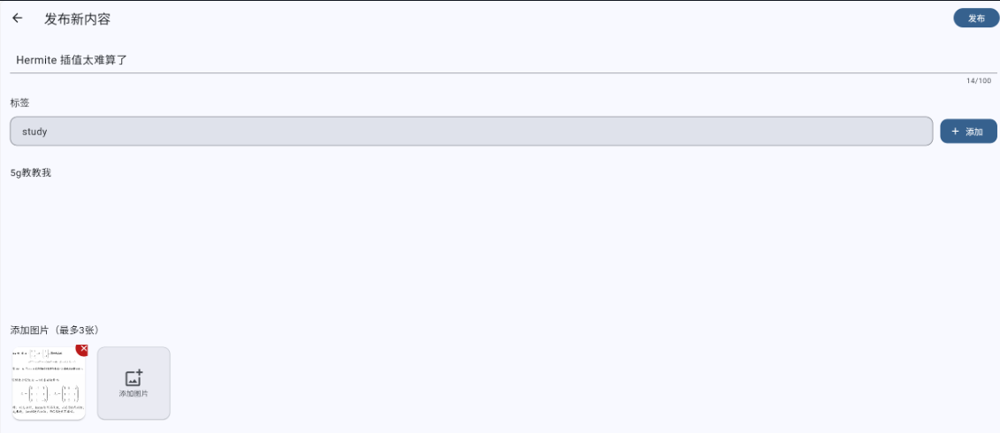 发布新内容
发布
Hermite 插值太难算了
14/100
标签
study
添加
5g教教我
添加图片（最多3张）
添加图片